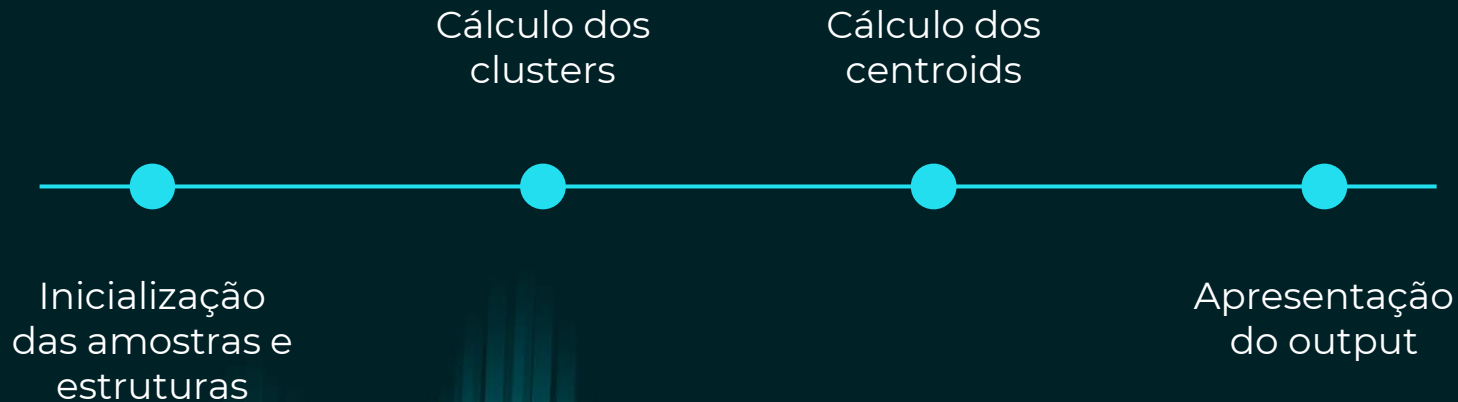 Cálculo dos
clusters
Cálculo dos
centroids
Inicialização
das amostras e
estruturas
Apresentação
do output